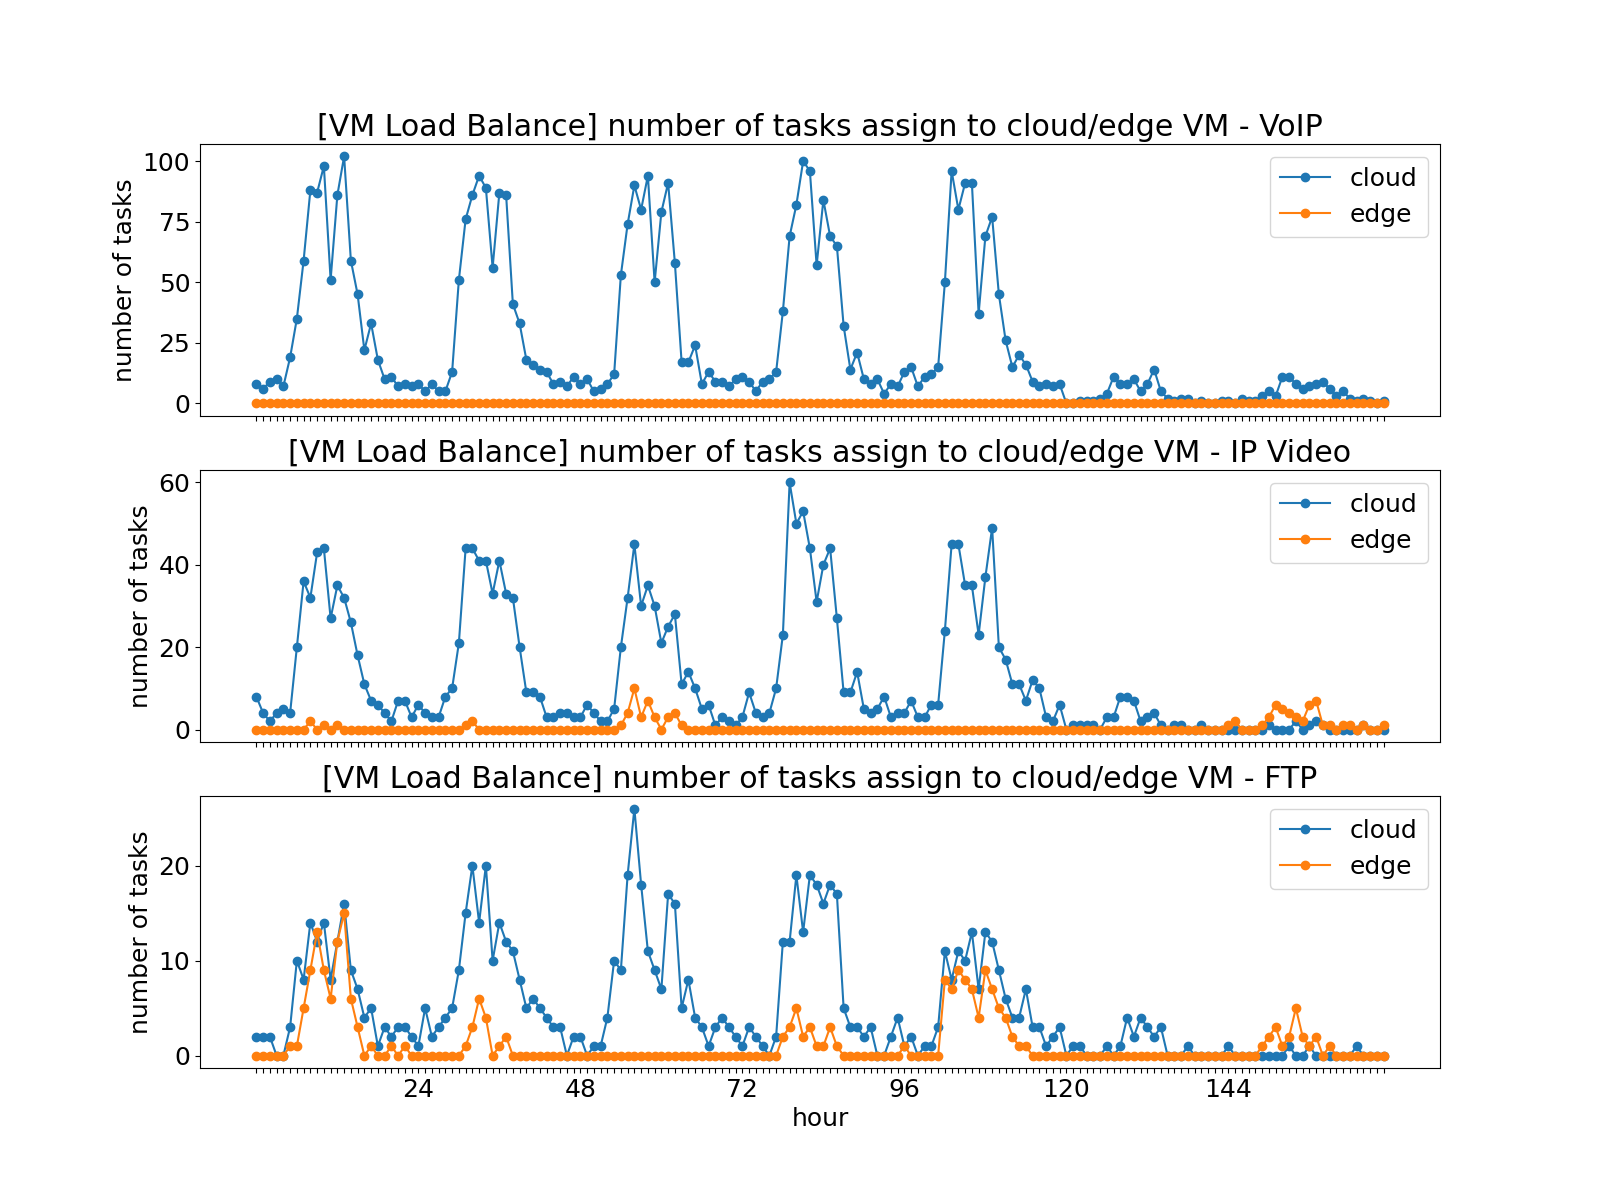 [VM Load Balance] number of tasks assign to cloud/edge VM - VoIP
number of tasks
100
75
50
25
0
cloud
edge
[VM Load Balance] number of tasks assign to cloud/edge VM - IP Video
number of tasks
60
40
20
0
cloud
edge
[VM Load Balance] number of tasks assign to cloud/edge VM - FTP
number of tasks
20
10
0
cloud
edge
24 48 72 96 120 144
hour